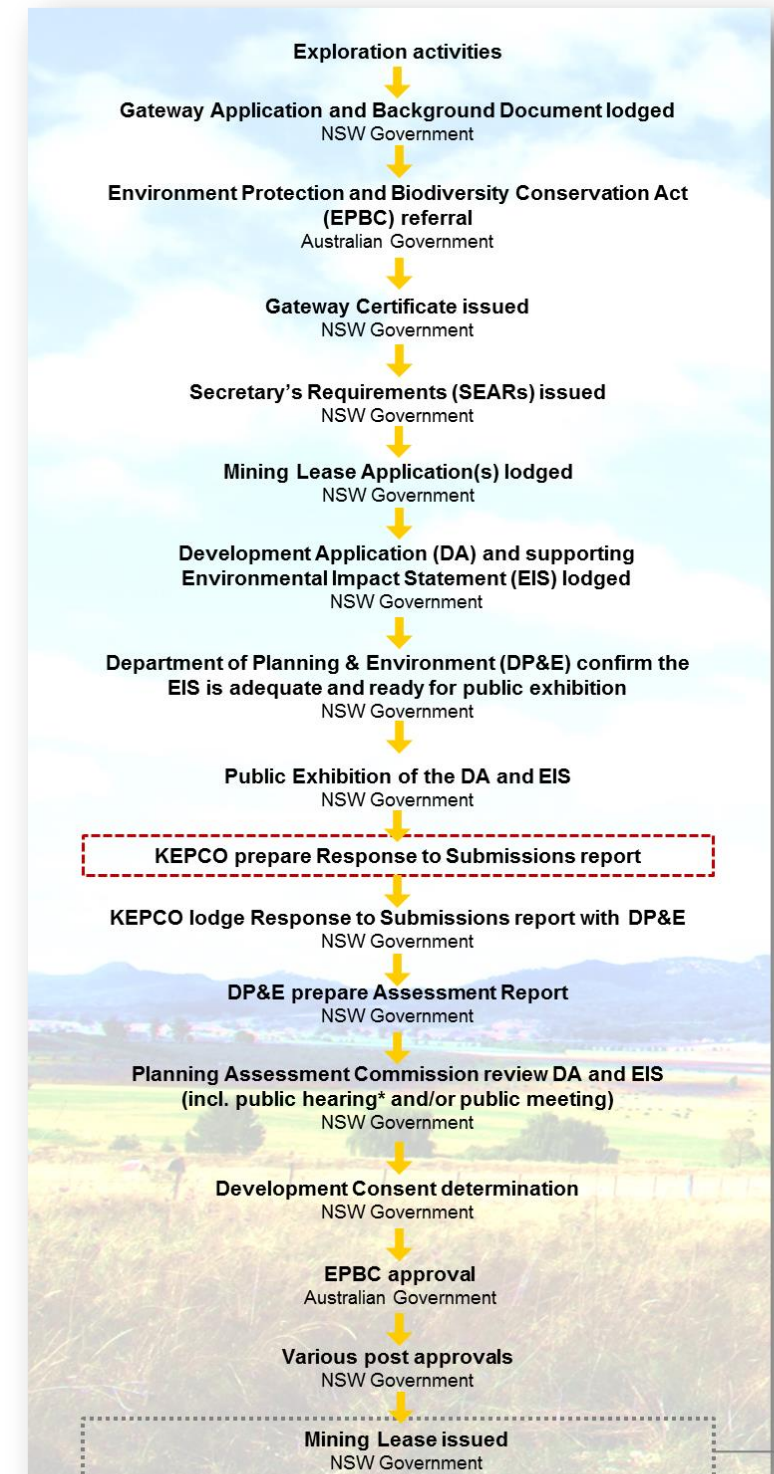 Exploration activities
Gateway Application and Background Document lodged
NSW Government
Environment Protection and Biodiversity Conservation Act
(EPBC) referral
Australian Government
Gateway Certificate issued
NSW Government
Secretary's Requirements (SEARs) issued
NSW Government
Mining Lease Application(s) lodged
NSW Government
Development Application (DA) and supporting
Environmental Impact Statement (EIS) lodged
NSW Government
Department of Planning & Environment (DP&E) confirm the
EIS is adequate and ready for public exhibition
NSW Government
Public Exhibition of the DA and EIS
NSW Government
KEPCO prepare Response to Submissions report
KEPCO lodge Response to Submissions report with DP&E
NSW Government
DP&E prepare Assessment Report
NSW Government
Planning Assessment Commission review DA and EIS
(incl. public hearing* and/or public meeting)
NSW Government
Development Consent determination
NSW Government
EPBC approval
Australian Government
Various post approvals
NSW Government
Mining Lease issued
NSW Government